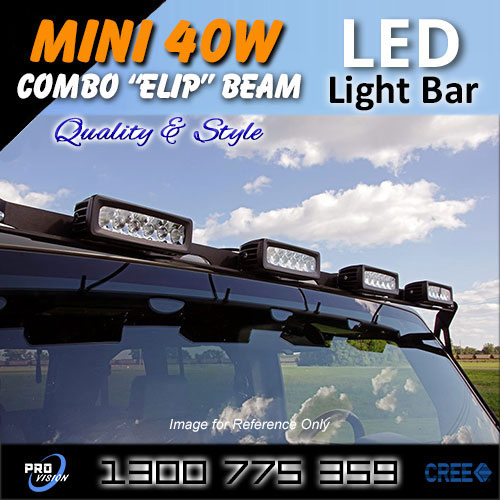 MINI 40W
COMBO "ELIP" BEAM
LED
Light Bar
Quality & Style
Image for Reference Only
PRO VISION
1300 775 359
CREE